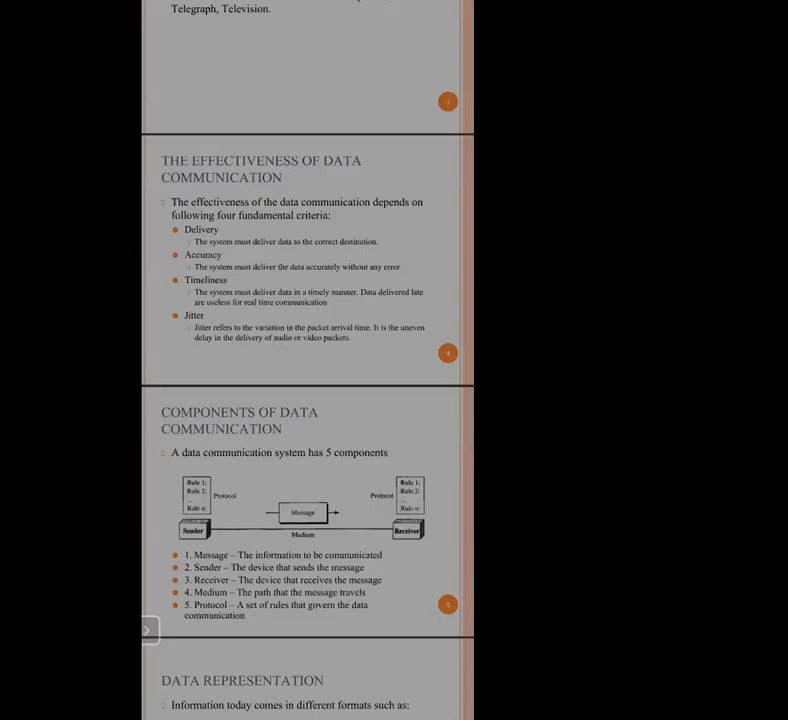 Telegraph, Television.
3
THE EFFECTIVENESS OF DATA
COMMUNICATION
The effectiveness of the data communication depends on
following four fundamental criteria:
Delivery
The system must deliver data to the correct destination.
Accuracy
The system must deliver the data accurately without any error
Timeliness
The system must deliver data in a timely manner. Data delivered late
are useless for real time communication
Jitter
Jitter refers to the variation in the packet arrival time. It is the uneven
delay in the delivery of audio or video packets.
4
COMPONENTS OF DATA
COMMUNICATION
A data communication system has 5 components
Rule 1:
Rule 2:
...
Rule n:
Protocol
Protocol
Rule 1:
Rule 2:
...
Rule n:
Message
Sender
Medium
Receiver
1. Message – The information to be communicated
2. Sender – The device that sends the message
3. Receiver – The device that receives the message
4. Medium – The path that the message travels
5. Protocol – A set of rules that govern the data
communication
5
DATA REPRESENTATION
Information today comes in different formats such as: